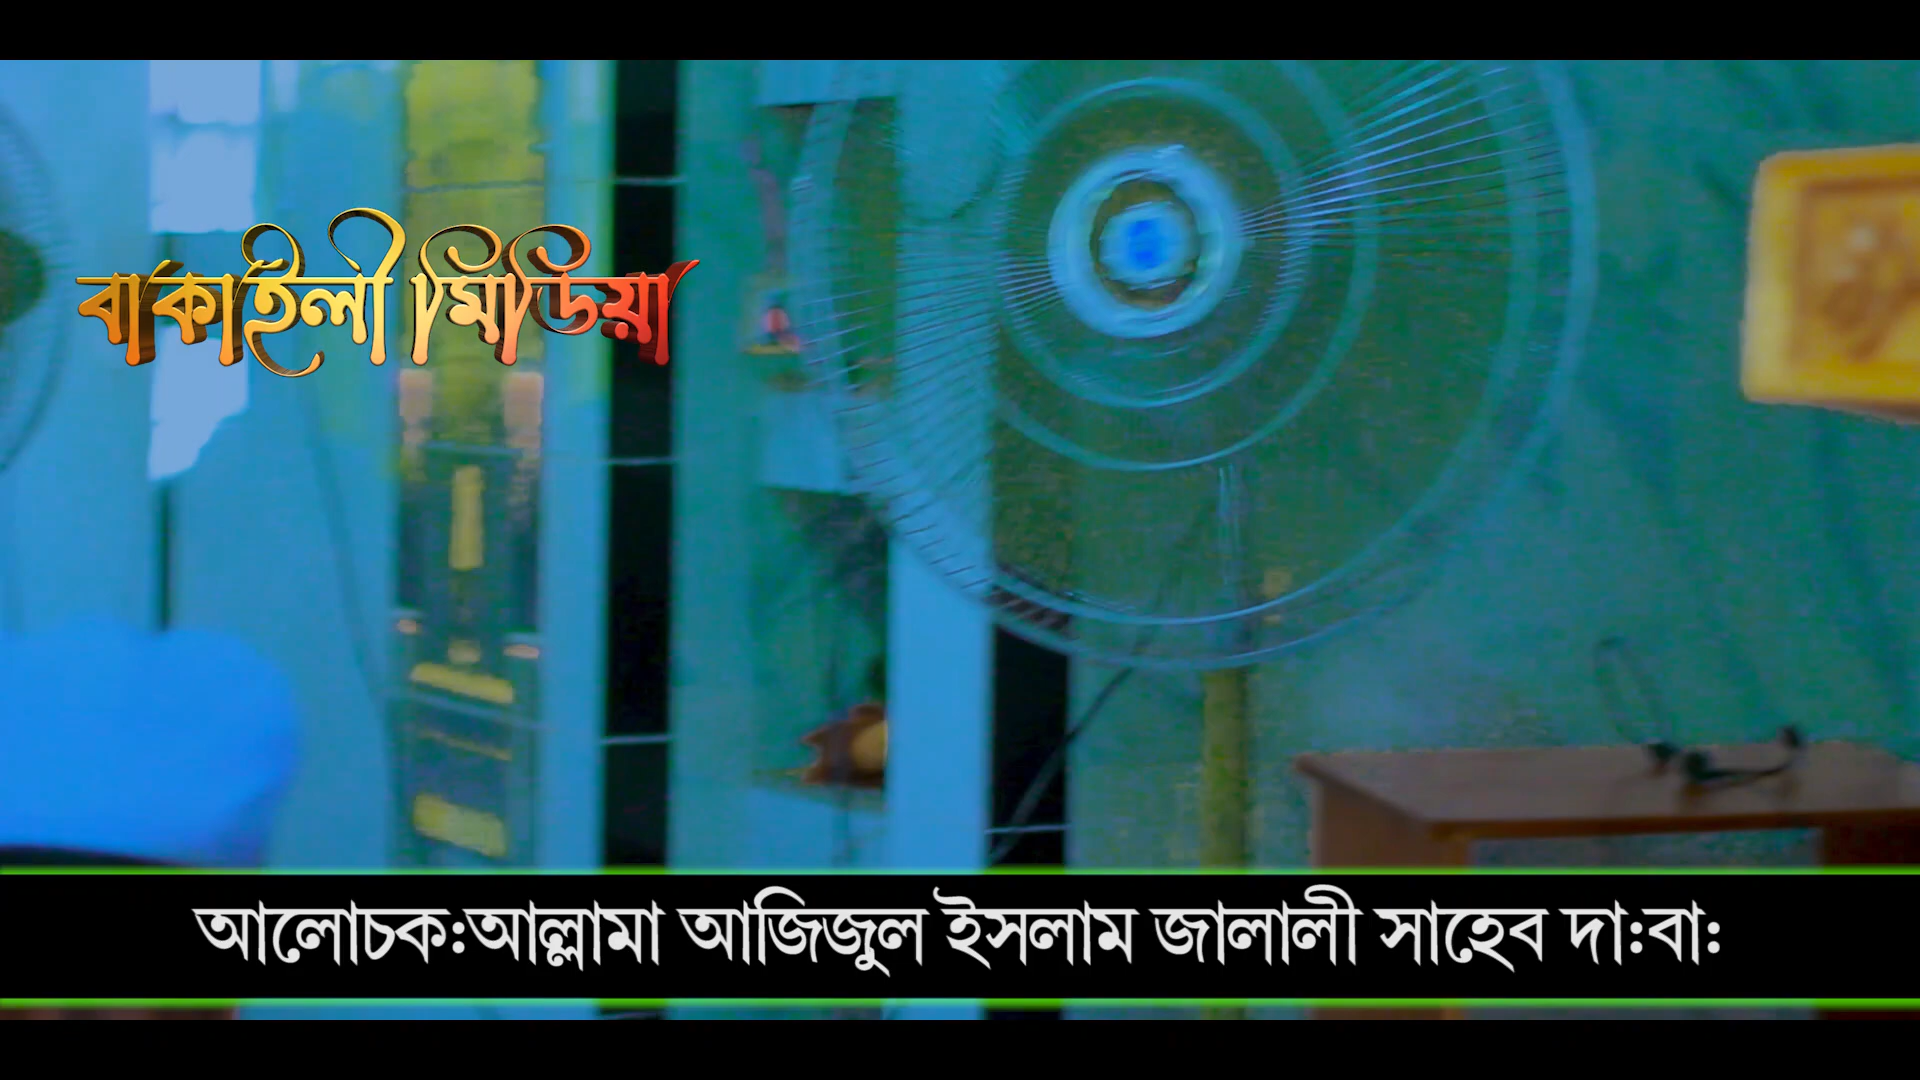 বাকাইলী মিডিয়া
আলোচক:আল্লামা আজিজুল ইসলাম জালালী সাহেব দা:বা: